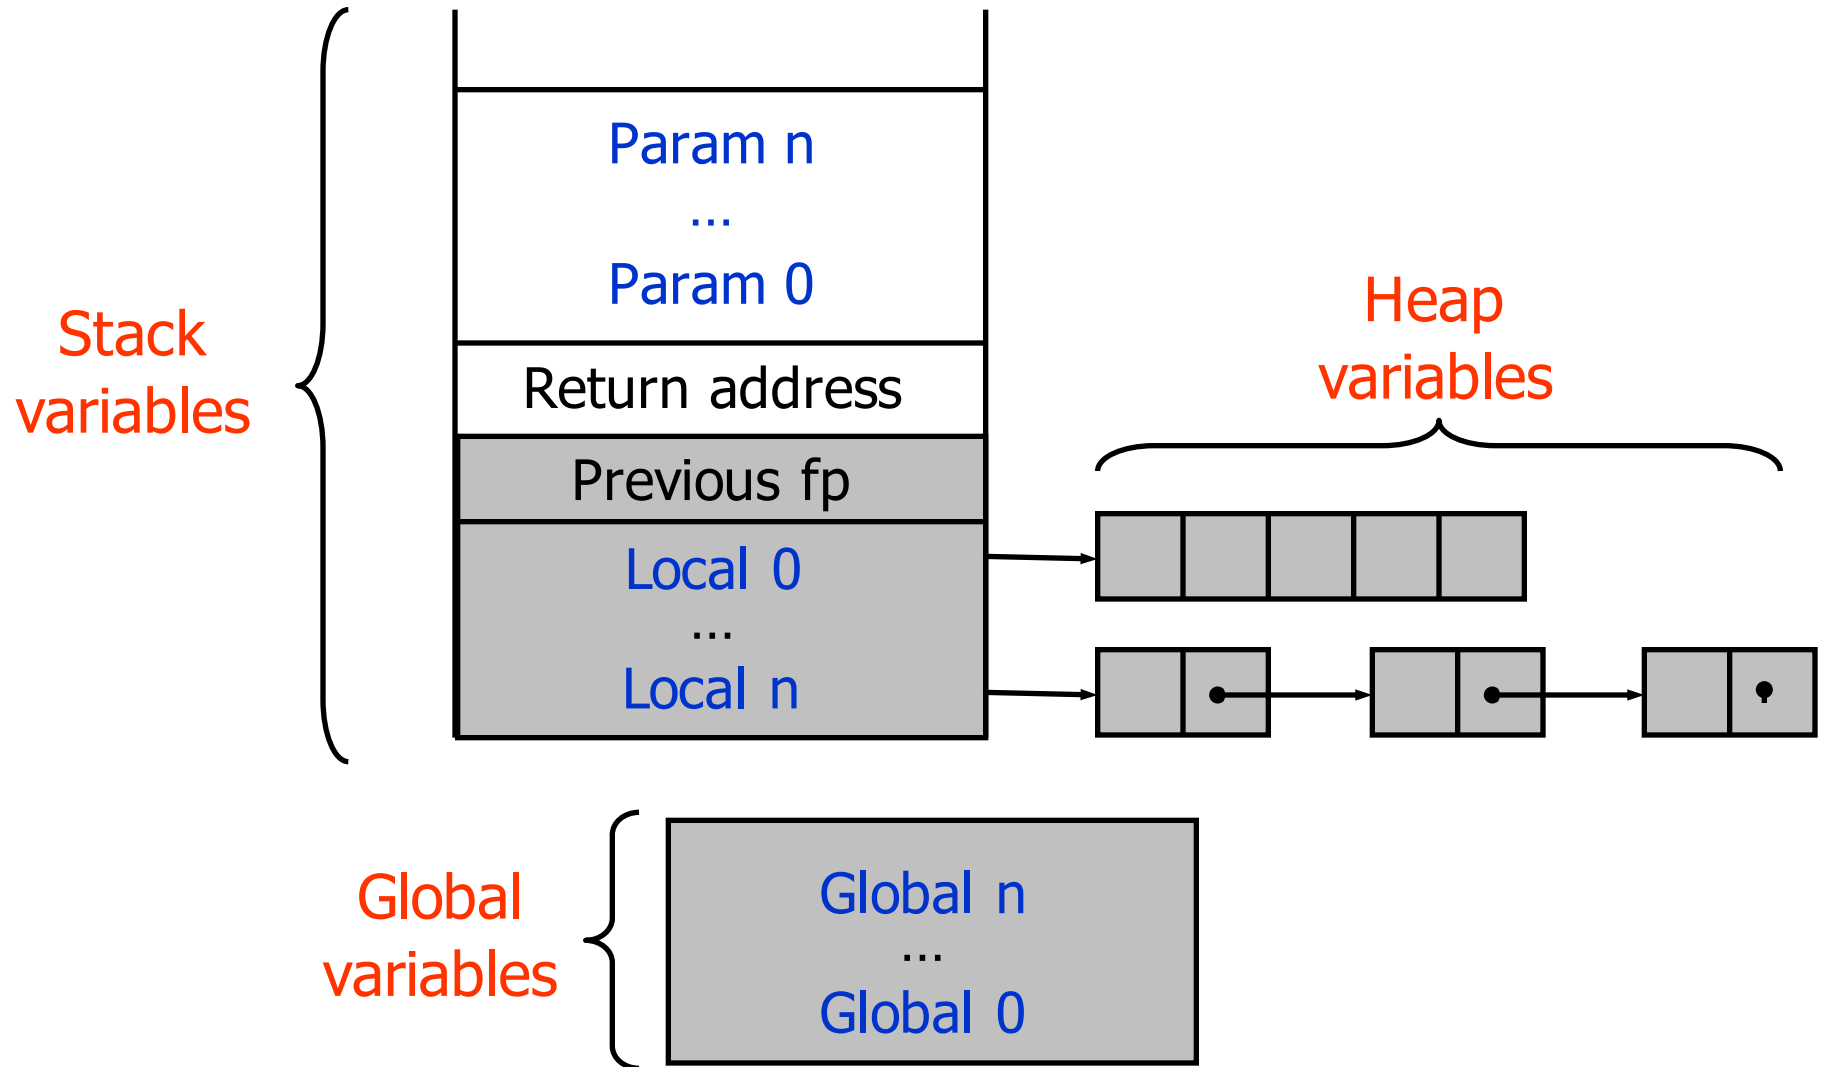 Param n
...
Param 0
Stack
variables
Return address
Previous fp
Local 0
...
Local n
Heap
variables
Global
variables
Global n
...
Global 0